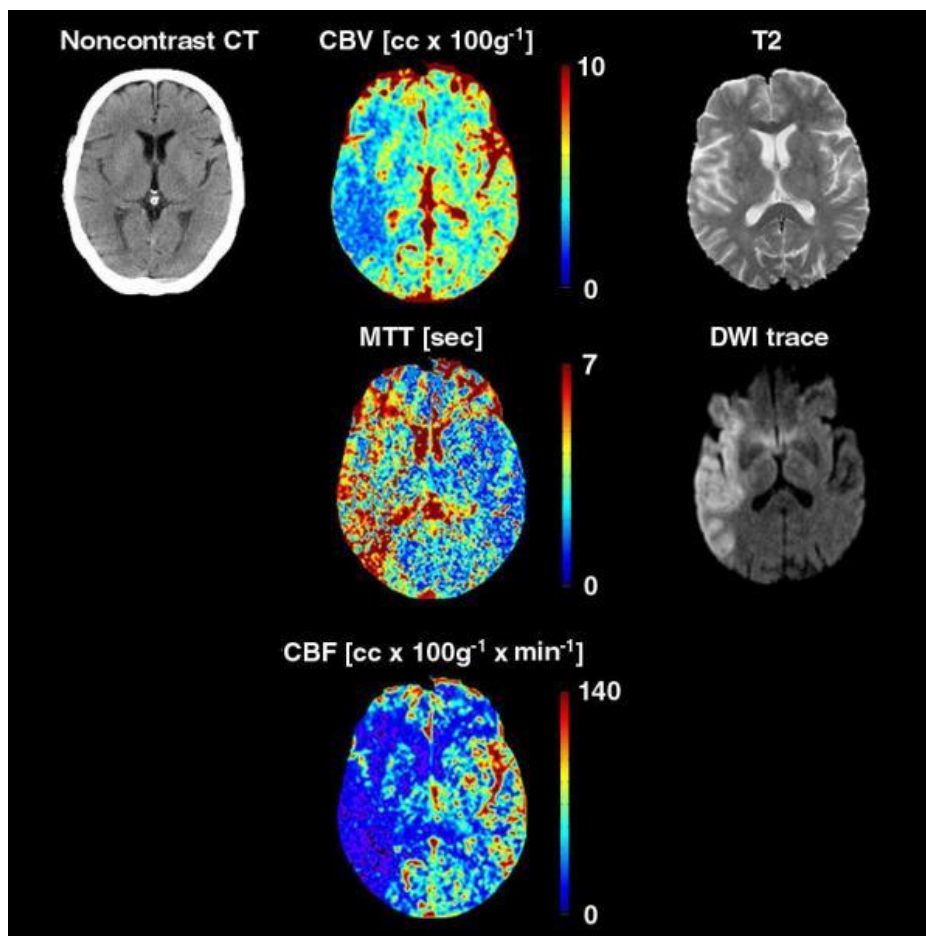 Noncontrast CT
CBV [cc x 100g⁻¹]
T2
10
0
MTT [sec]
DWI trace
7
0
CBF [cc x 100g⁻¹ x min⁻¹]
140
0